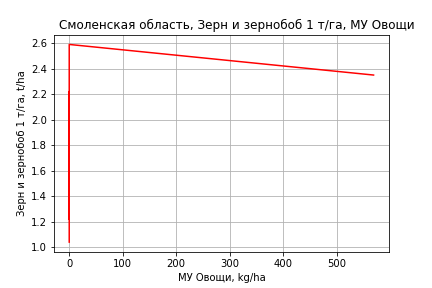 Смоленская область, Зерн и зернобоб 1 т/га, МУ Овощи
2.6
2.4
2.2
2.0
1.8
1.6
1.4
1.2
1.0
Зерн и зернобоб 1 т/га, t/ha
0 100 200 300 400 500
МУ Овощи, kg/ha